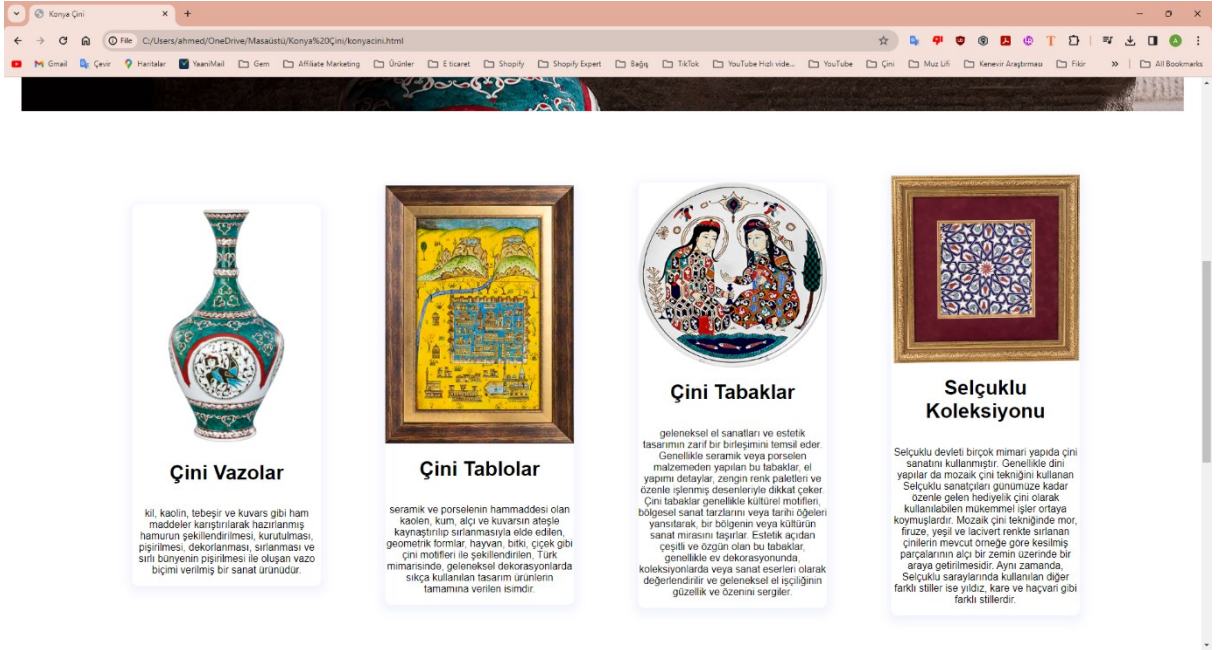 Konya Çini
File C:/Users/ahmed/OneDrive/Masaüstü/Konya%20Çini/konyacini.html
Gmail Çevir Haritalar YaaniMail Gem Affiliate Marketing Ürünler E ticaret Shopify Shopify Expert Bağış TikTok YouTube Hızlı vide... YouTube Çini Muz Lifi Kenevir Araştırması Fikir » All Bookmarks
Çini Vazolar
kil, kaolin, tebeşir ve kuvars gibi ham
maddeler karıştırılarak hazırlanmış
hamurun şekillendirilmesi, kurutulması,
pişirilmesi, dekorlanması, sırlanması ve
sırlı bünyenin pişirilmesi ile oluşan vazo
biçimi verilmiş bir sanat ürünüdür.
Çini Tablolar
seramik ve porselenin hammaddesi olan
kaolen, kum, alçı ve kuvarsın ateşle
kaynaştırılıp sırlanmasıyla elde edilen,
geometrik formlar, hayvan, bitki, çiçek gibi
çini motifleri ile şekillendirilen, Türk
mimarisinde, geleneksel dekorasyonlarda
sıkça kullanılan tasarım ürünlerin
tamamına verilen isimdir.
Çini Tabaklar
geleneksel el sanatları ve estetik
tasarımın zarif bir birleşimini temsil eder.
Genellikle seramik veya porselen
malzemeden yapılan bu tabaklar, el
yapımı detaylar, zengin renk paletleri ve
özenle işlenmiş desenleriyle dikkat çeker.
Çini tabaklar genellikle kültürel motifleri,
bölgesel sanat tarzlarını veya tarihi öğeleri
yansıtarak, bir bölgenin veya kültürün
sanat mirasını taşırlar. Estetik açıdan
çeşitli ve özgün olan bu tabaklar,
genellikle ev dekorasyonunda,
koleksiyonlarda veya sanat eserleri olarak
değerlendirilir ve geleneksel el işçiliğinin
güzellik ve özenini sergiler.
Selçuklu
Koleksiyonu
Selçuklu devleti birçok mimari yapıda çini
sanatını kullanmıştır. Genellikle dini
yapılar da mozaik çini tekniğini kullanan
Selçuklu sanatçıları günümüze kadar
özenle gelen hediyelik çini olarak
kullanılabilen mükemmel işler ortaya
koymuşlardır. Mozaik çini tekniğinde mor,
firuze, yeşil ve lacivert renkte sırlanan
çinilerin mevcut örneğe göre kesilmiş
parçalarının alçı bir zemin üzerinde bir
araya getirilmesidir. Aynı zamanda,
Selçuklu saraylarında kullanılan diğer
farklı stiller ise yıldız, kare ve haçvari gibi
farklı stillerdir.